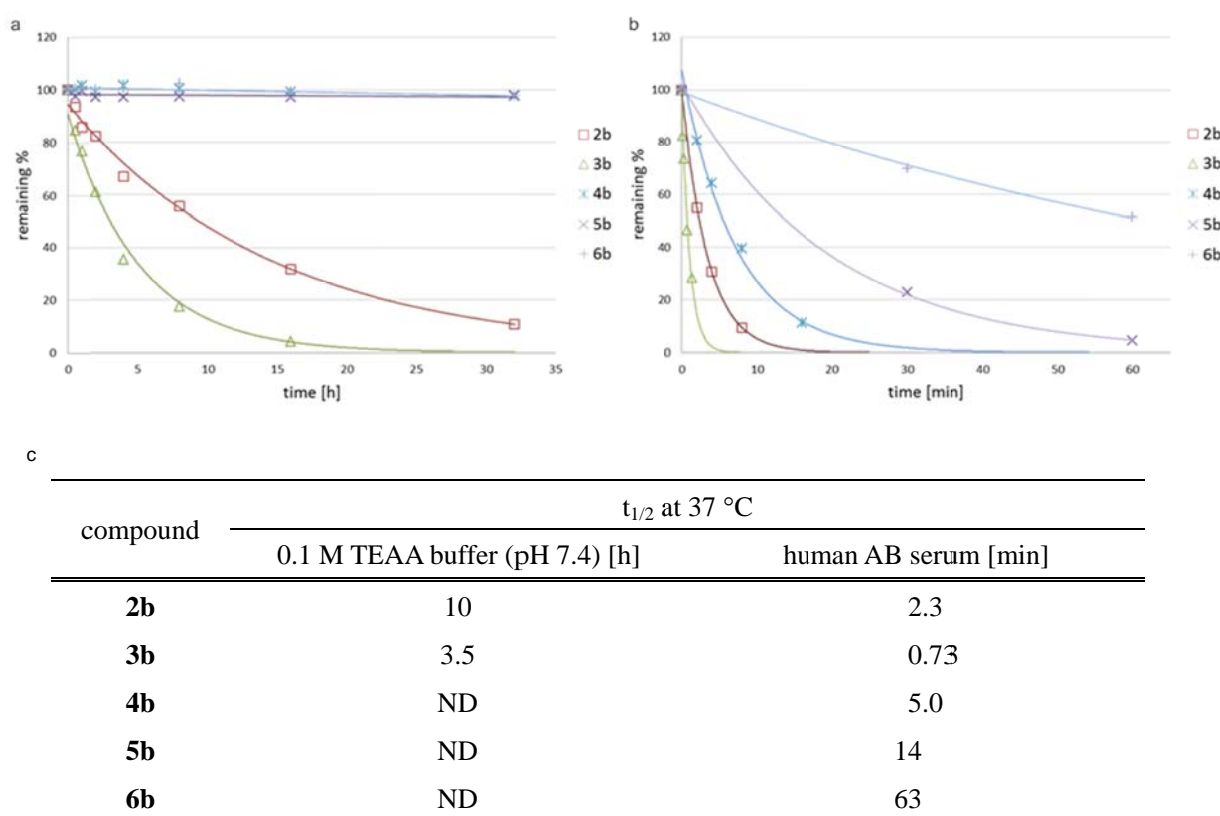 a
120
100
80
60
40
20
0
remaining %
0 5 10 15 20 25 30 35
time [h]
2b
3b
4b
5b
6b
b
120
100
80
60
40
20
0
remaining %
0 10 20 30 40 50 60
time [min]
2b
3b
4b
5b
6b
c
compound
t1/2 at 37 °C
0.1 M TEAA buffer (pH 7.4) [h] human AB serum [min]
2b 10 2.3
3b 3.5 0.73
4b ND 5.0
5b ND 14
6b ND 63